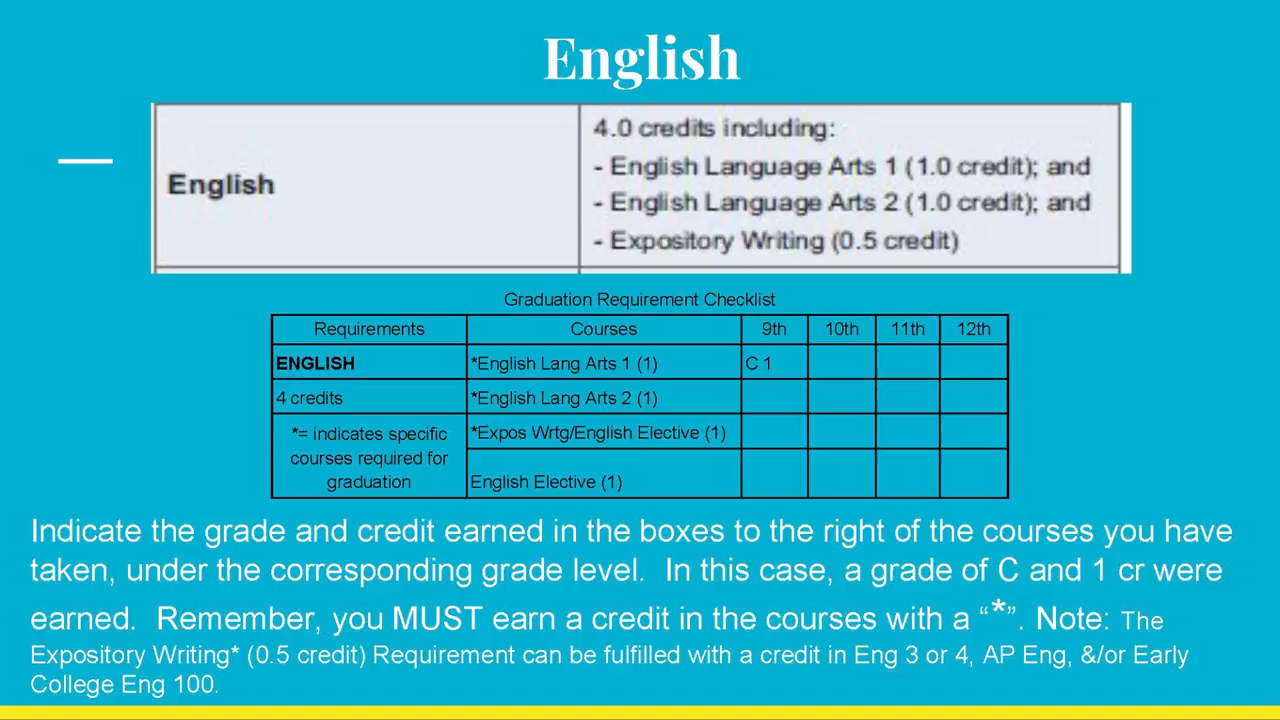 English
English
4.0 credits including:
- English Language Arts 1 (1.0 credit); and
- English Language Arts 2 (1.0 credit); and
- Expository Writing (0.5 credit)
Graduation Requirement Checklist
Requirements Courses 9th 10th 11th 12th
ENGLISH *English Lang Arts 1 (1) C 1
4 credits *English Lang Arts 2 (1)
*= indicates specific courses required for graduation
*Expos Wrtg/English Elective (1)
English Elective (1)
Indicate the grade and credit earned in the boxes to the right of the courses you have
taken, under the corresponding grade level. In this case, a grade of C and 1 cr were
earned. Remember, you MUST earn a credit in the courses with a “*”. Note: The
Expository Writing* (0.5 credit) Requirement can be fulfilled with a credit in Eng 3 or 4, AP Eng, &/or Early
College Eng 100.